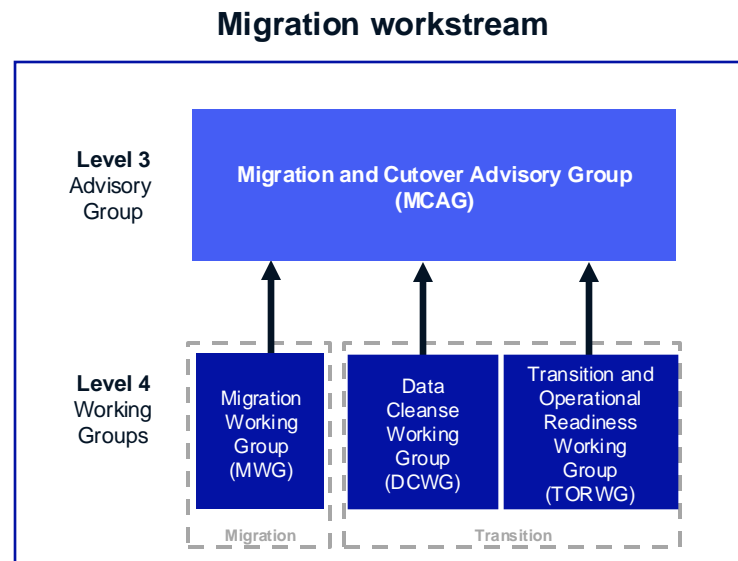 Migration workstream
Level 3
Advisory
Group
Migration and Cutover Advisory Group
(MCAG)
Level 4
Working
Groups
Migration
Working
Group
(MWG)
Data
Cleanse
Working
Group
(DCWG)
Transition and
Operational
Readiness
Working
Group
(TORWG)
Migration
Transition